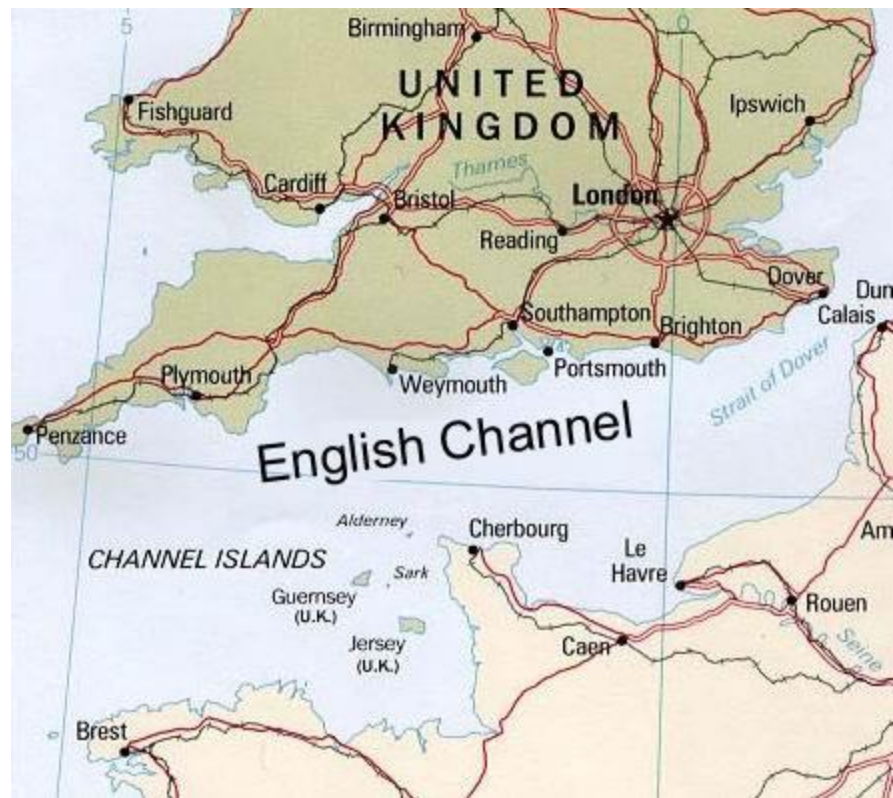 5
0
Birmingham
UNITED
KINGDOM
Fishguard
Ipswich
Thames
Cardiff
Bristol
London
Reading
Dover
Dun
Calais
Southampton
Brighton
Portsmouth
Plymouth
Weymouth
Strait of Dover
Penzance
50
English Channel
Alderney
Cherbourg
Am
CHANNEL ISLANDS
Sark
Le
Havre
Guernsey
(U.K.)
Rouen
Jersey
(U.K.)
Caen
Seine
Brest